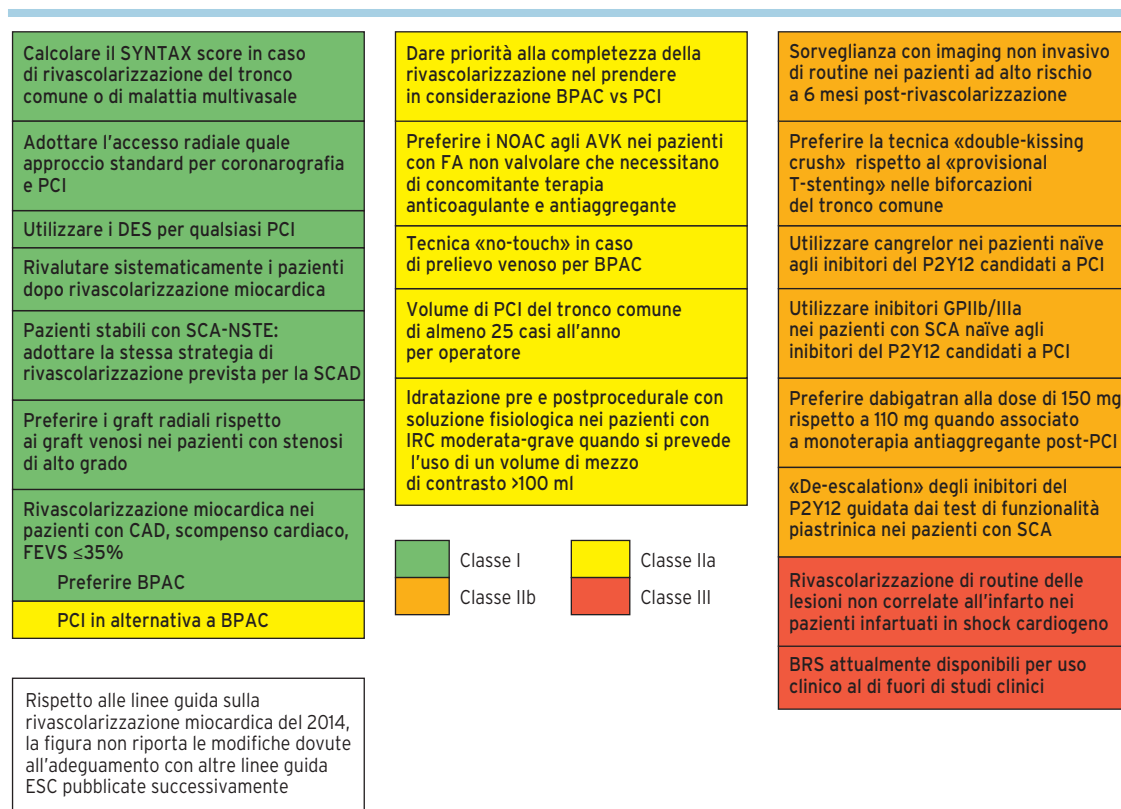 Calcolare il SYNTAX score in caso
di rivascolarizzazione del tronco
comune o di malattia multivasale
Adottare l'accesso radiale quale
approccio standard per coronarografia
e PCI
Utilizzare i DES per qualsiasi PCI
Rivalutare sistematicamente i pazienti
dopo rivascolarizzazione miocardica
Pazienti stabili con SCA-NSTE:
adottare la stessa strategia di
rivascolarizzazione prevista per la SCAD
Preferire i graft radiali rispetto
ai graft venosi nei pazienti con stenosi
di alto grado
Rivascolarizzazione miocardica nei
pazienti con CAD, scompenso cardiaco,
FEVS ≤35%
Preferire BPAC
PCI in alternativa a BPAC
Rispetto alle linee guida sulla
rivascolarizzazione miocardica del 2014,
la figura non riporta le modifiche dovute
all'adeguamento con altre linee guida
ESC pubblicate successivamente
Dare priorità alla completezza della
rivascolarizzazione nel prendere
in considerazione BPAC vs PCI
Preferire i NOAC agli AVK nei pazienti
con FA non valvolare che necessitano
di concomitante terapia
anticoagulante e antiaggregante
Tecnica «no-touch» in caso
di prelievo venoso per BPAC
Volume di PCI del tronco comune
di almeno 25 casi all'anno
per operatore
Idratazione pre e postprocedurale con
soluzione fisiologica nei pazienti con
IRC moderata-grave quando si prevede
l'uso di un volume di mezzo
di contrasto >100 ml
Classe I
Classe IIa
Classe IIb
Classe III
Sorveglianza con imaging non invasivo
di routine nei pazienti ad alto rischio
a 6 mesi post-rivascolarizzazione
Preferire la tecnica «double-kissing
crush» rispetto al «provisional
T-stenting» nelle biforcazioni
del tronco comune
Utilizzare cangrelor nei pazienti naïve
agli inibitori del P2Y12 candidati a PCI
Utilizzare inibitori GPIIb/IIIa
nei pazienti con SCA naïve agli
inibitori del P2Y12 candidati a PCI
Preferire dabigatran alla dose di 150 mg
rispetto a 110 mg quando associato
a monoterapia antiaggregante post-PCI
«De-escalation» degli inibitori del
P2Y12 guidata dai test di funzionalità
piastrinica nei pazienti con SCA
Rivascolarizzazione di routine delle
lesioni non correlate all'infarto nei
pazienti infartuati in shock cardiogeno
BRS attualmente disponibili per uso
clinico al di fuori di studi clinici